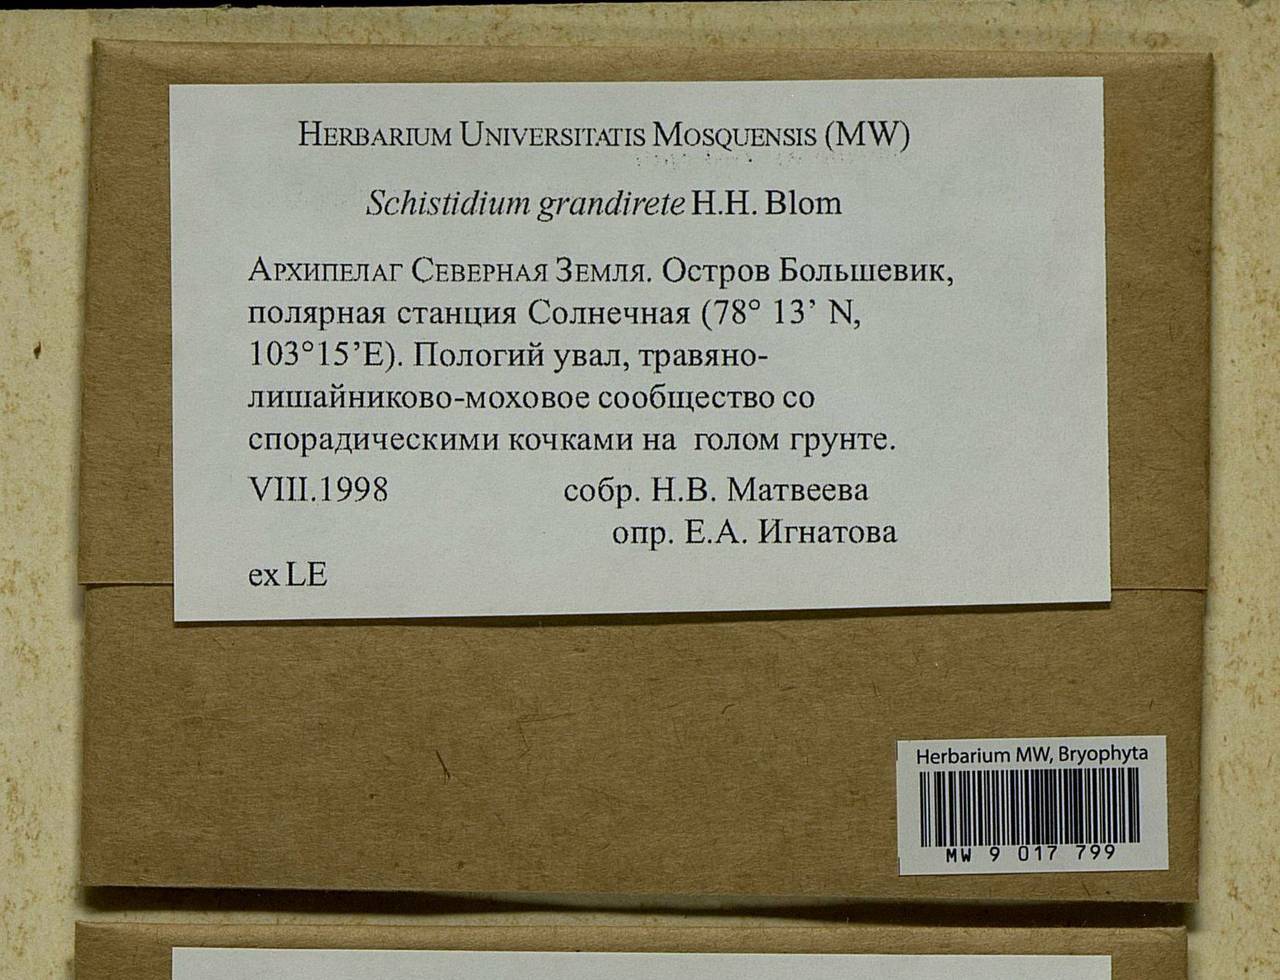 HERBARIUM UNIVERSITATIS MOSQUENSIS (MW)
Schistidium grandirete H.H. Blom
АРХИПЕЛАГ СЕВЕРНАЯ ЗЕМЛЯ. Остров Большевик,
полярная станция Солнечная (78° 13’ N,
103°15’E). Пологий увал, травяно-
лишайниково-моховое сообщество со
спорадическими кочками на голом грунте.
VIII.1998 собр. Н.В. Матвеева
опр. Е.А. Игнатова
ex LE
Herbarium MW, Bryophyta
MW 9 017 799